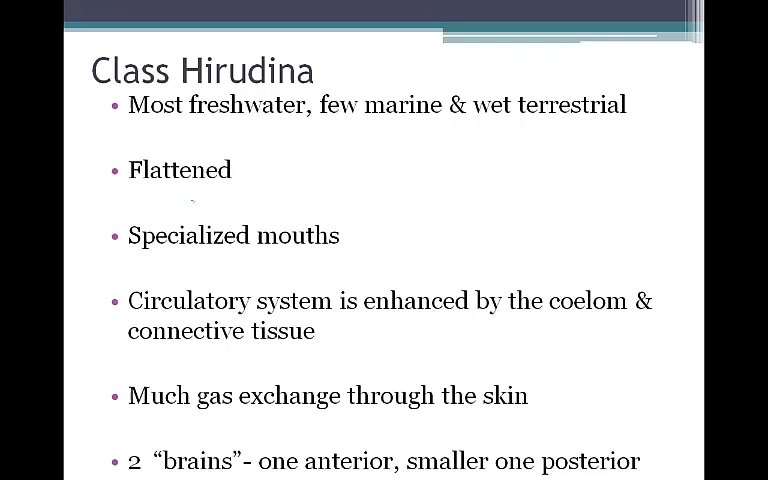 Class Hirudina
• Most freshwater, few marine & wet terrestrial
• Flattened
• Specialized mouths
• Circulatory system is enhanced by the coelom &
connective tissue
• Much gas exchange through the skin
• 2 “brains”- one anterior, smaller one posterior